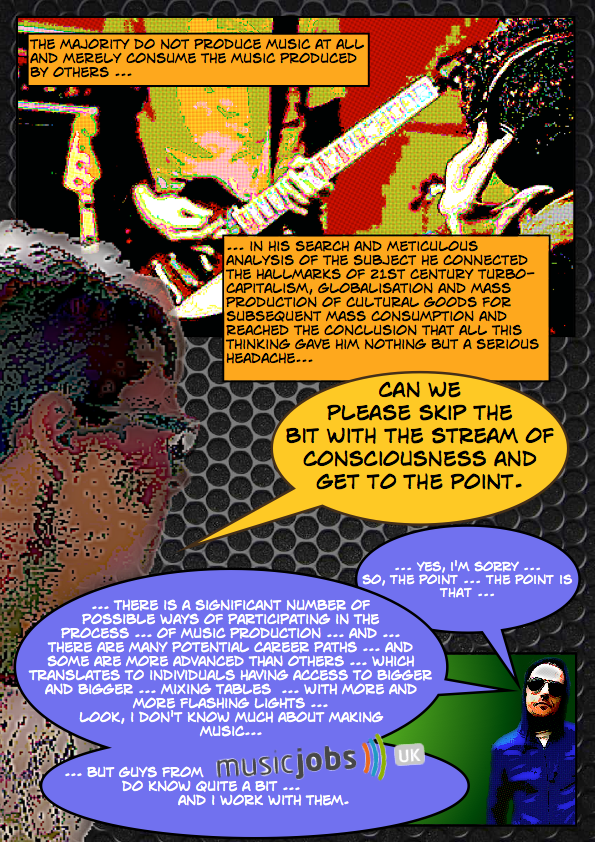 THE MAJORITY DO NOT PRODUCE MUSIC AT ALL
AND MERELY CONSUME THE MUSIC PRODUCED
BY OTHERS ...
... IN HIS SEARCH AND METICULOUS
ANALYSIS OF THE SUBJECT HE CONNECTED
THE HALLMARKS OF 21ST CENTURY TURBO-
CAPITALISM, GLOBALISATION AND MASS
PRODUCTION OF CULTURAL GOODS FOR
SUBSEQUENT MASS CONSUMPTION AND
REACHED THE CONCLUSION THAT ALL THIS
THINKING GAVE HIM NOTHING BUT A SERIOUS
HEADACHE...
CAN WE
PLEASE SKIP THE
BIT WITH THE STREAM OF
CONSCIOUSNESS AND
GET TO THE POINT.
... YES, I'M SORRY ...
SO, THE POINT ... THE POINT IS
THAT ...
... THERE IS A SIGNIFICANT NUMBER OF
POSSIBLE WAYS OF PARTICIPATING IN THE
PROCESS ... OF MUSIC PRODUCTION ... AND ...
THERE ARE MANY POTENTIAL CAREER PATHS ... AND
SOME ARE MORE ADVANCED THAN OTHERS ... WHICH
TRANSLATES TO INDIVIDUALS HAVING ACCESS TO BIGGER
AND BIGGER ... MIXING TABLES ... WITH MORE AND
MORE FLASHING LIGHTS ...
LOOK, I DON'T KNOW MUCH ABOUT MAKING
MUSIC...
... BUT GUYS FROM musicjobs UK
DO KNOW QUITE A BIT ...
AND I WORK WITH THEM.